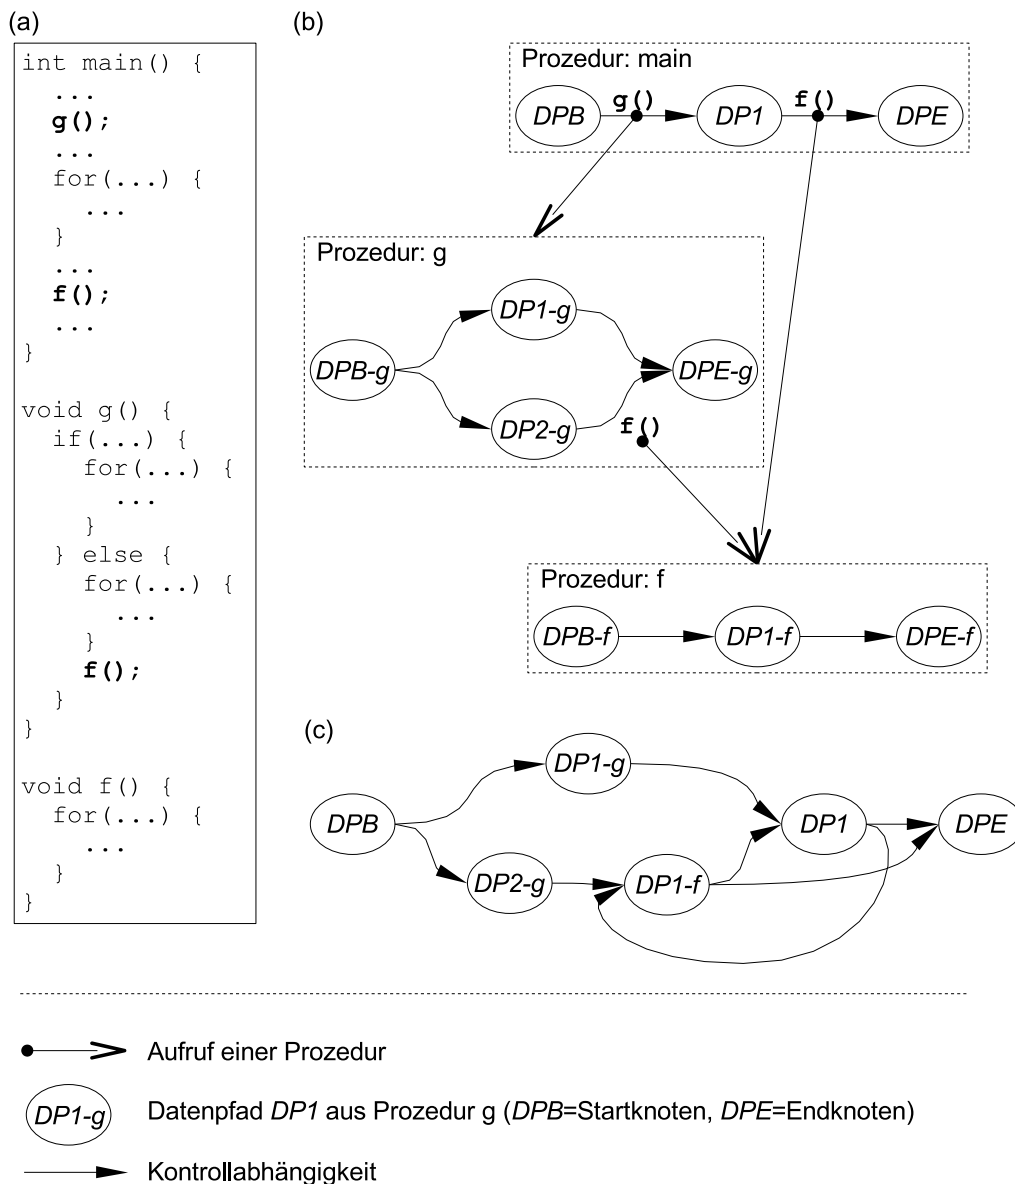 (a)
int main() {
...
g();
...
for(...) {
...
}
...
f();
...
}
void g() {
if(...) {
for(...) {
...
}
} else {
for(...) {
...
}
f();
}
}
void f() {
for(...) {
...
}
}
(b)
Prozedur: main
DPB
g()
DP1
f()
DPE
Prozedur: g
DPB-g
DP1-g
DP2-g
DPE-g
f()
Prozedur: f
DPB-f
DP1-f
DPE-f
(c)
DPB
DP1-g
DP2-g
DP1-f
DP1
DPE
Aufruf einer Prozedur
DP1-g
Datenpfad DP1 aus Prozedur g (DPB=Startknoten, DPE=Endknoten)
Kontrollabhängigkeit